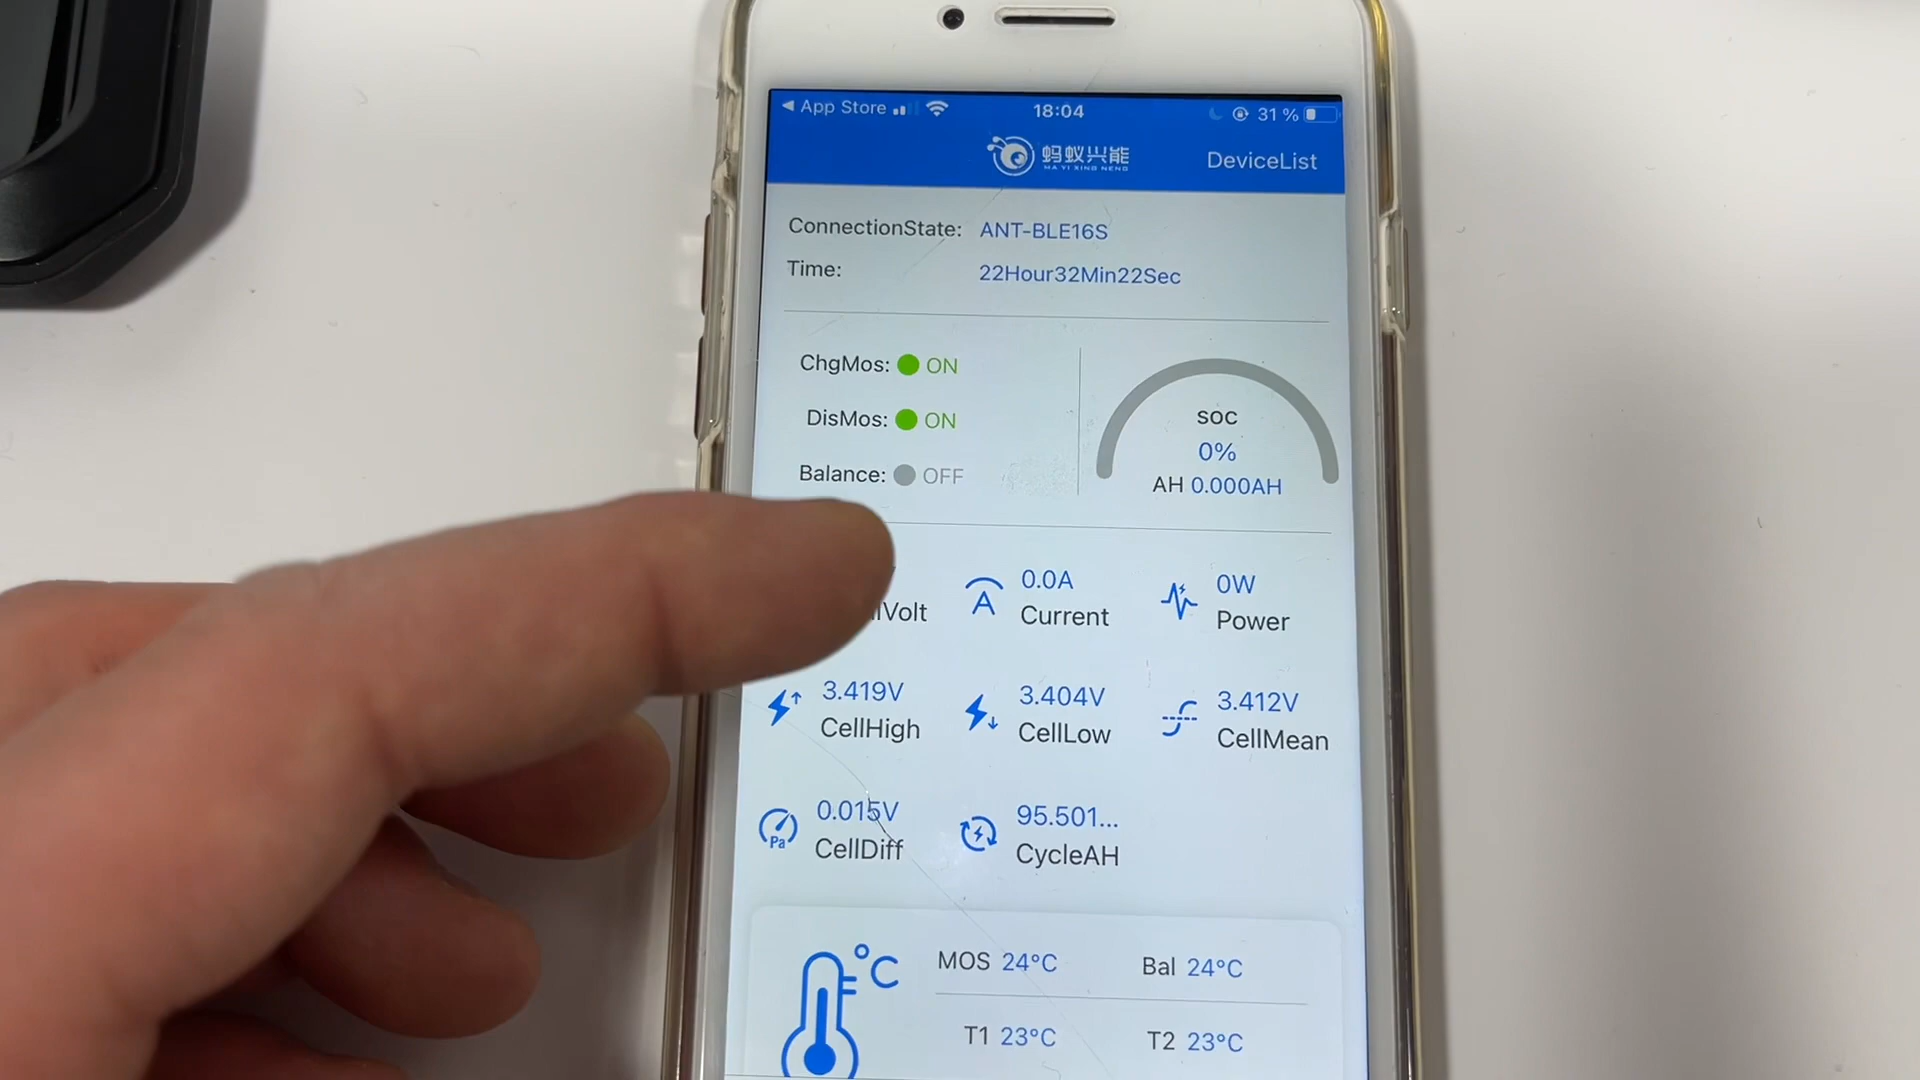 ◀ App Store 18:04 31 %
蚂蚁兴能
MA YI XING NENG
DeviceList
ConnectionState: ANT-BLE16S
Time: 22Hour32Min22Sec
ChgMos: ON
DisMos: ON
Balance: OFF
SOC
0%
AH 0.000AH
0.0A
Current
0W
Power
3.419V
CellHigh
3.404V
CellLow
3.412V
CellMean
0.015V
CellDiff
95.501...
CycleAH
Pa
°C
MOS 24°C Bal 24°C
T1 23°C T2 23°C